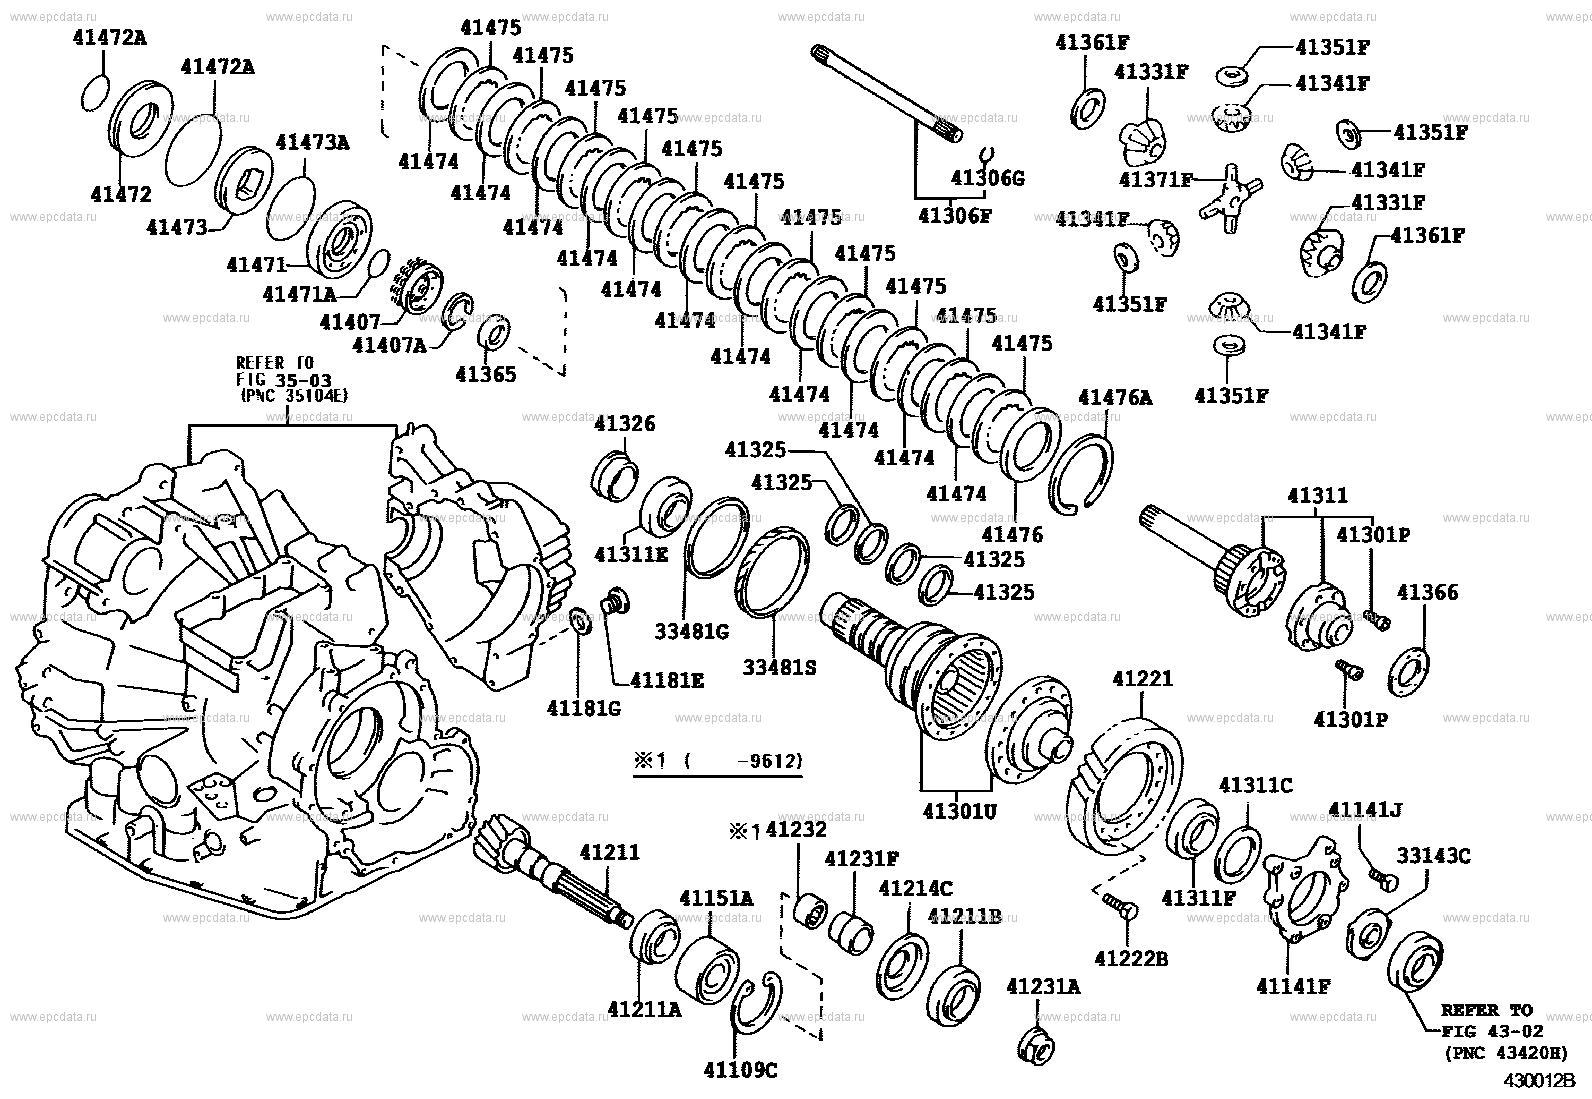 41472A
41472A
41472
41473A
41473
41471
41471A
41407
41407A
41365
41475
41475
41475
41475
41475
41475
41475
41475
41475
41475
41475
41474
41474
41474
41474
41474
41474
41474
41474
41474
41474
41474
41476
41476A
41306G
41306F
41361F
41331F
41351F
41341F
41351F
41341F
41371F
41331F
41361F
41341F
41351F
41341F
41351F
REFER TO
FIG 35-03
(PNC 35104E)
41326
41325
41325
41325
41325
41311E
33481G
33481S
41181E
41181G
41311
41301P
41366
41301P
41221
41301U
※1 (     -9612)
41311C
41141J
33143C
41311F
41222B
41141F
REFER TO
FIG 43-02
(PNC 43420H)
41211
41151A
※1 41232
41231F
41214C
41211B
41231A
41211A
41109C
430012B
www.epcdata.ru